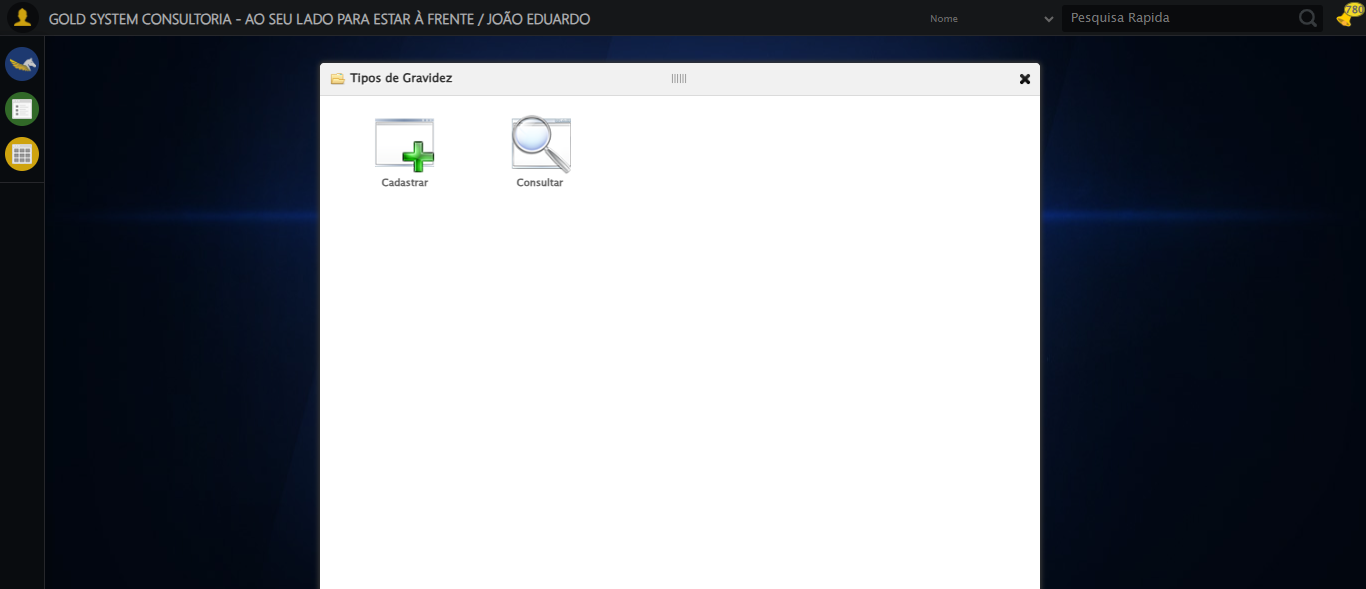 GOLD SYSTEM CONSULTORIA - AO SEU LADO PARA ESTAR À FRENTE / JOÃO EDUARDO
Nome
Pesquisa Rapida
780
Tipos de Gravidez
Cadastrar
Consultar